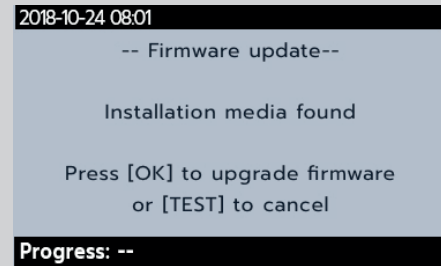 2018-10-24 08:01
-- Firmware update--
Installation media found
Press [OK] to upgrade firmware
or [TEST] to cancel
Progress: --